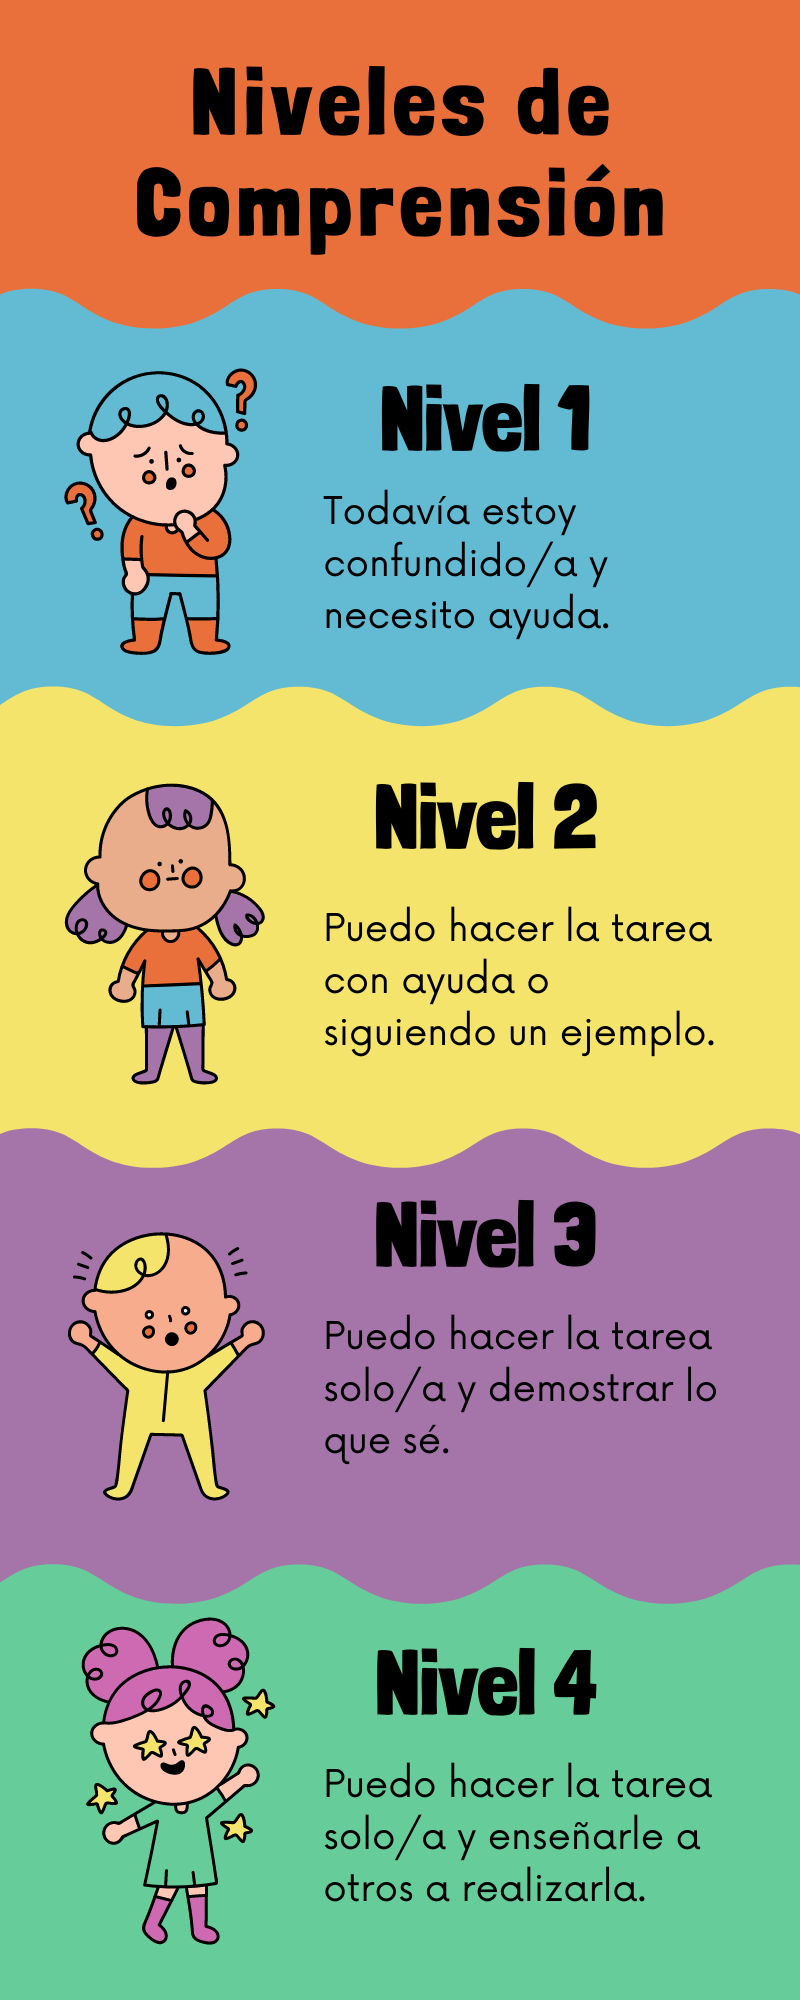 Niveles de
Comprensión
?
?
Nivel 1
Todavía estoy
confundido/a y
necesito ayuda.
Nivel 2
Puedo hacer la tarea
con ayuda o
siguiendo un ejemplo.
Nivel 3
Puedo hacer la tarea
solo/a y demostrar lo
que sé.
Nivel 4
Puedo hacer la tarea
solo/a y enseñarle a
otros a realizarla.